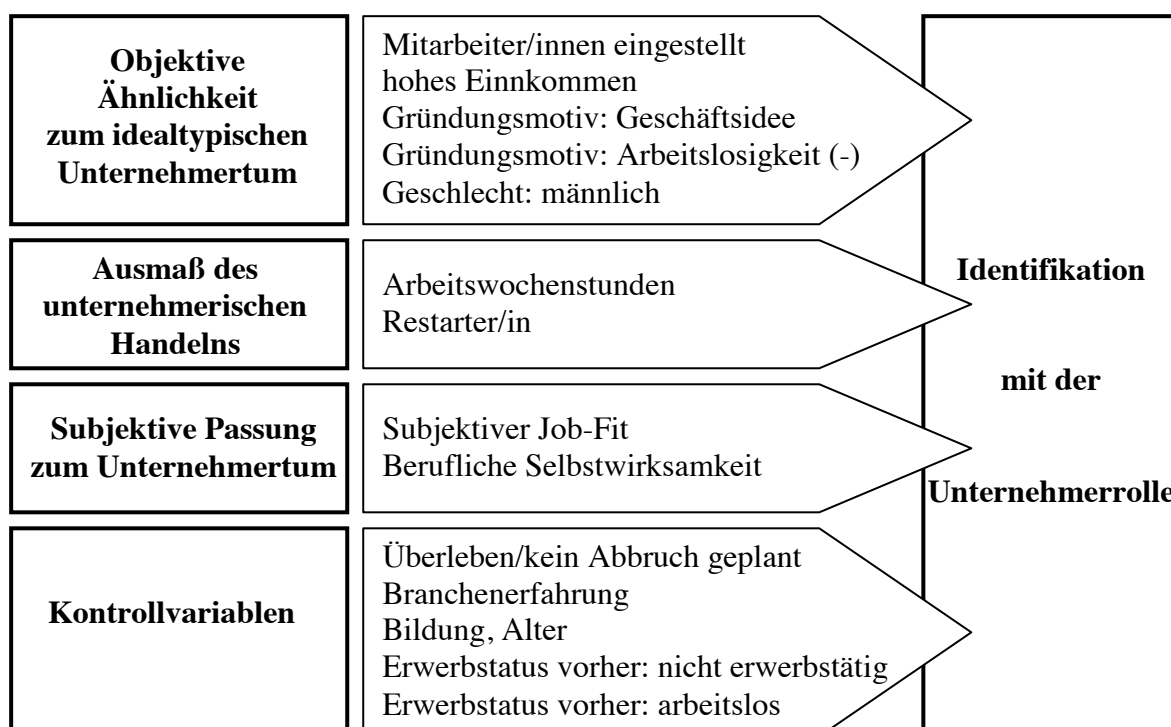 Objektive
Ähnlichkeit
zum idealtypischen
Unternehmertum
Mitarbeiter/innen eingestellt
hohes Einnkommen
Gründungsmotiv: Geschäftsidee
Gründungsmotiv: Arbeitslosigkeit (-)
Geschlecht: männlich
Ausmaß des
unternehmerischen
Handelns
Arbeitswochenstunden
Restarter/in
Subjektive Passung
zum Unternehmertum
Subjektiver Job-Fit
Berufliche Selbstwirksamkeit
Kontrollvariablen
Überleben/kein Abbruch geplant
Branchenerfahrung
Bildung, Alter
Erwerbstatus vorher: nicht erwerbstätig
Erwerbstatus vorher: arbeitslos
Identifikation
mit der
Unternehmerrolle